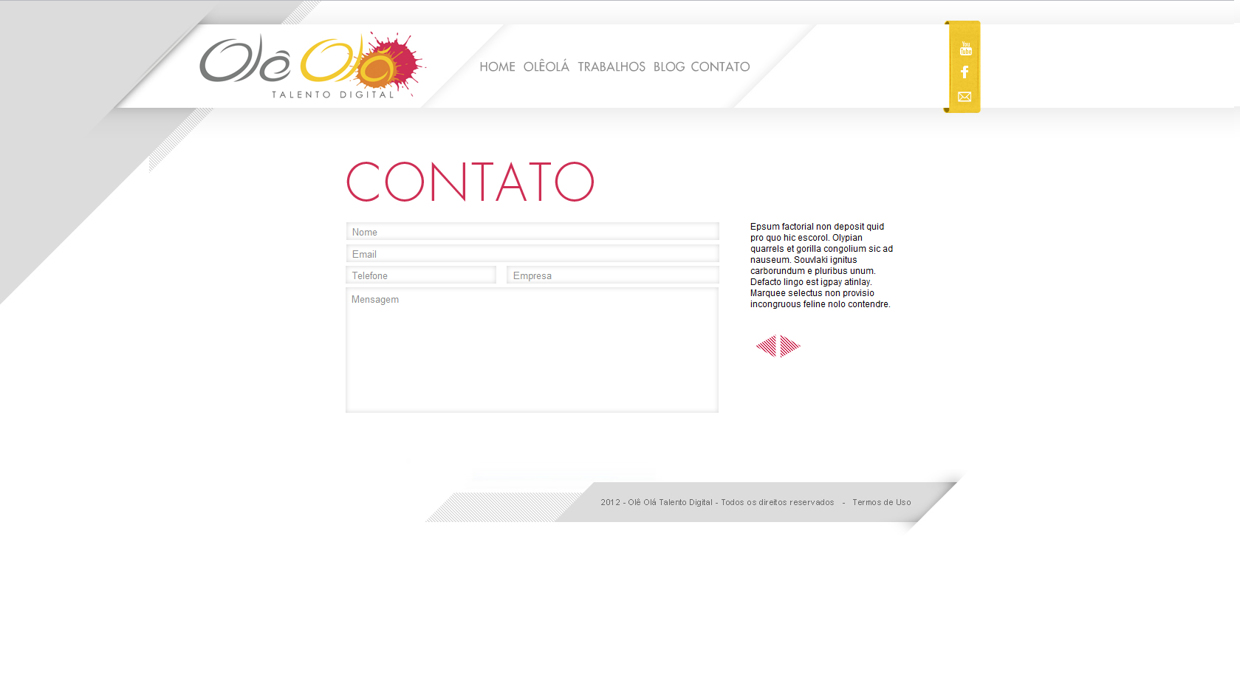 Olê Olá
TALENTO DIGITAL
HOME OLÊOLÁ TRABALHOS BLOG CONTATO
You
Tube
f
CONTATO
Nome
Email
Telefone Empresa
Mensagem
Epsum factorial non deposit quid
pro quo hic escorol. Olypian
quarrels et gorilla congolium sic ad
nauseum. Souvlaki ignitus
carborundum e pluribus unum.
Defacto lingo est igpay atinlay.
Marquee selectus non provisio
incongruous feline nolo contendre.
2012 - Olê Olá Talento Digital - Todos os direitos reservados - Termos de Uso